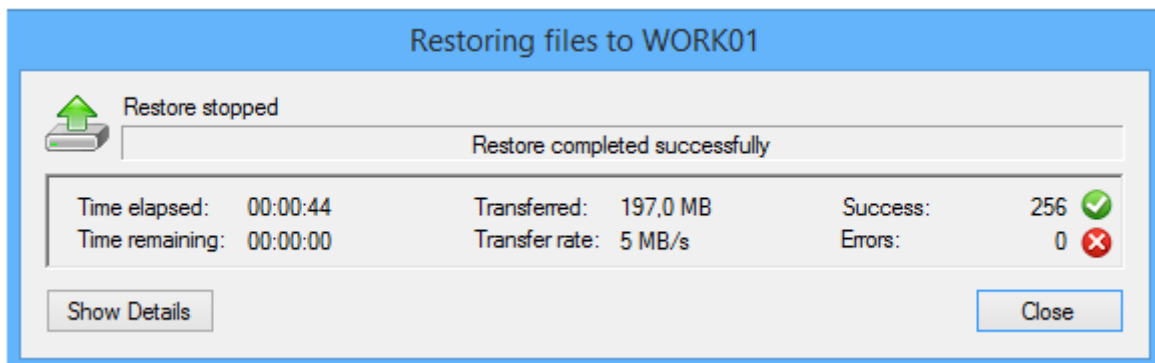 Restoring files to WORK01
Restore stopped
Restore completed successfully
Time elapsed: 00:00:44 Transferred: 197,0 MB Success: 256
Time remaining: 00:00:00 Transfer rate: 5 MB/s Errors: 0
Show Details Close